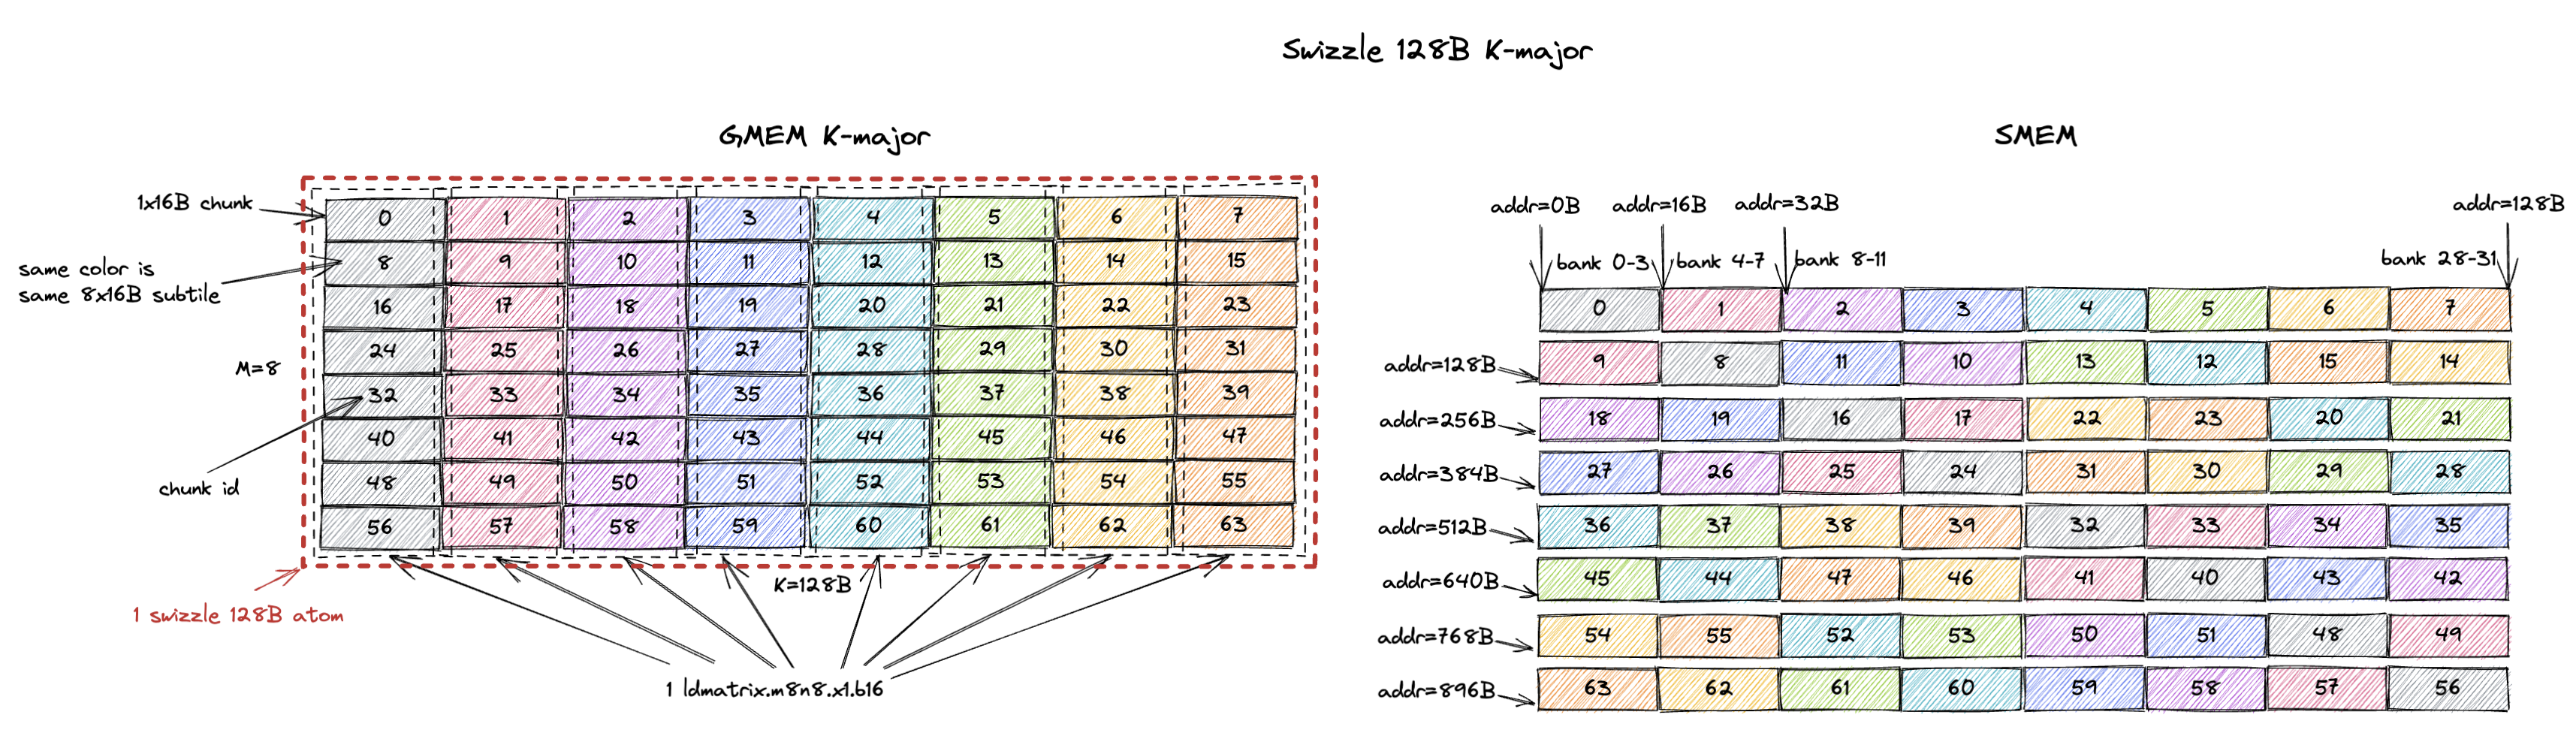 Swizzle 128B K-major
GMEM K-major
1x16B chunk
same color is
same 8x16B subtile
M=8
chunk id
1 swizzle 128B atom
0 1 2 3 4 5 6 7
8 9 10 11 12 13 14 15
16 17 18 19 20 21 22 23
24 25 26 27 28 29 30 31
32 33 34 35 36 37 38 39
40 41 42 43 44 45 46 47
48 49 50 51 52 53 54 55
56 57 58 59 60 61 62 63
K=128B
1 ldmatrix.m8n8.x1.b16
SMEM
addr=0B addr=16B addr=32B addr=128B
bank 0-3 bank 4-7 bank 8-11 bank 28-31
0 1 2 3 4 5 6 7
addr=128B 9 8 11 10 13 12 15 14
addr=256B 18 19 16 17 22 23 20 21
addr=384B 27 26 25 24 31 30 29 28
addr=512B 36 37 38 39 32 33 34 35
addr=640B 45 44 47 46 41 40 43 42
addr=768B 54 55 52 53 50 51 48 49
addr=896B 63 62 61 60 59 58 57 56